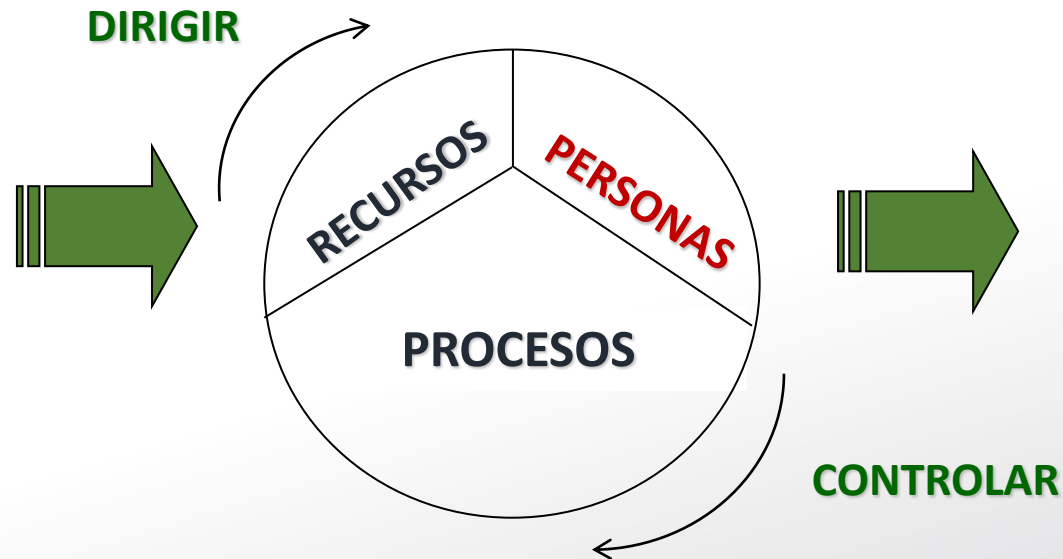 DIRIGIR
RECURSOS
PERSONAS
PROCESOS
CONTROLAR